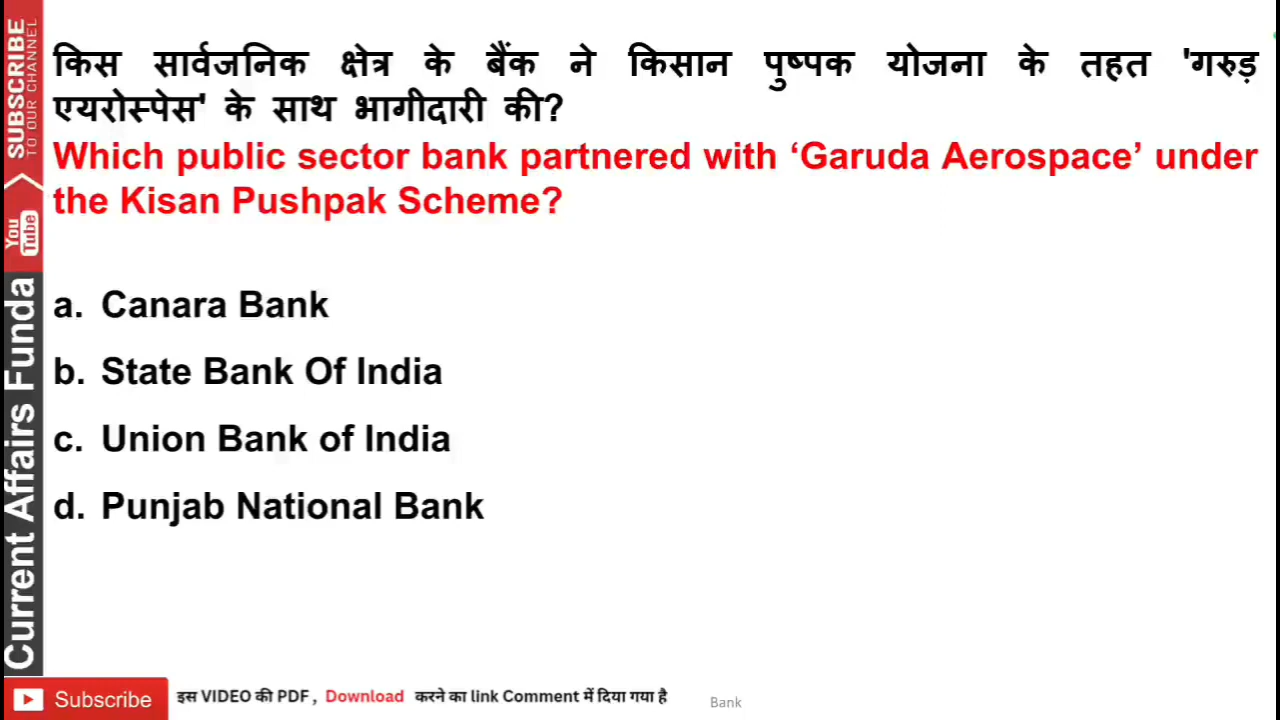 किस सार्वजनिक क्षेत्र के बैंक ने किसान पुष्पक योजना के तहत 'गरुड़
एयरोस्पेस' के साथ भागीदारी की?
Which public sector bank partnered with ‘Garuda Aerospace’ under
the Kisan Pushpak Scheme?
a. Canara Bank
b. State Bank Of India
c. Union Bank of India
d. Punjab National Bank
SUBSCRIBE
TO OUR CHANNEL
You
Tube
Current Affairs Funda
Subscribe
इस VIDEO की PDF , Download करने का link Comment में दिया गया है
Bank